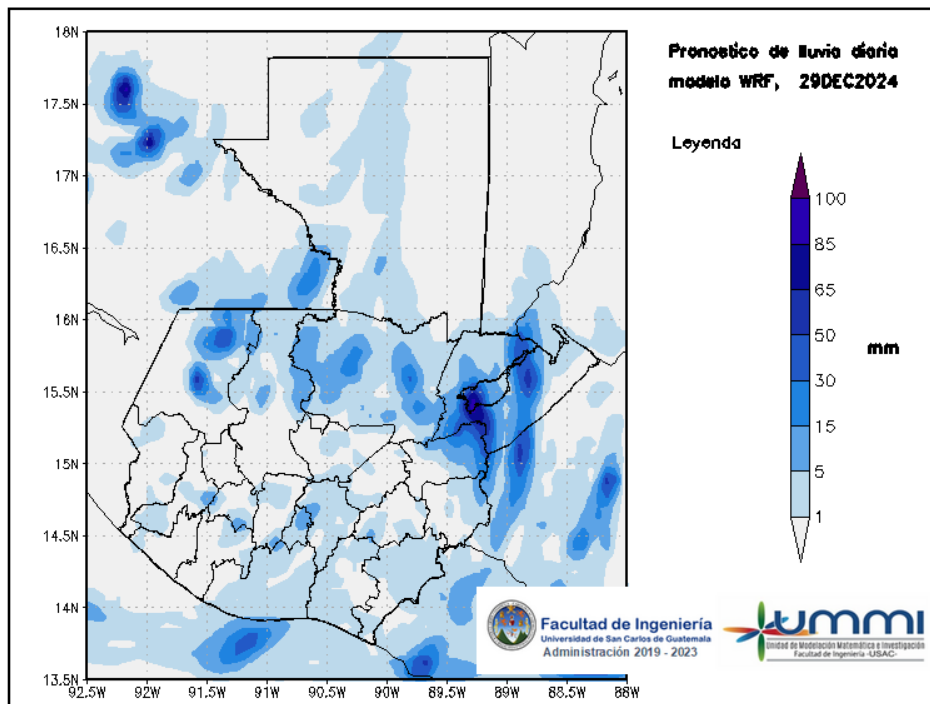 Pronostico de lluvia diaria
modelo WRF, 29DEC2024
Leyenda
100
85
65
50
30
15
5
1
mm
18N
17.5N
17N
16.5N
16N
15.5N
15N
14.5N
14N
13.5N
92.5W
92W
91.5W
91W
90.5W
90W
89.5W
89W
88.5W
88W
Facultad de Ingeniería
Universidad de San Carlos de Guatemala
Administración 2019 - 2023
UMMI
Unidad de Modelación Matemática e Investigación
Facultad de Ingeniería -USAC-